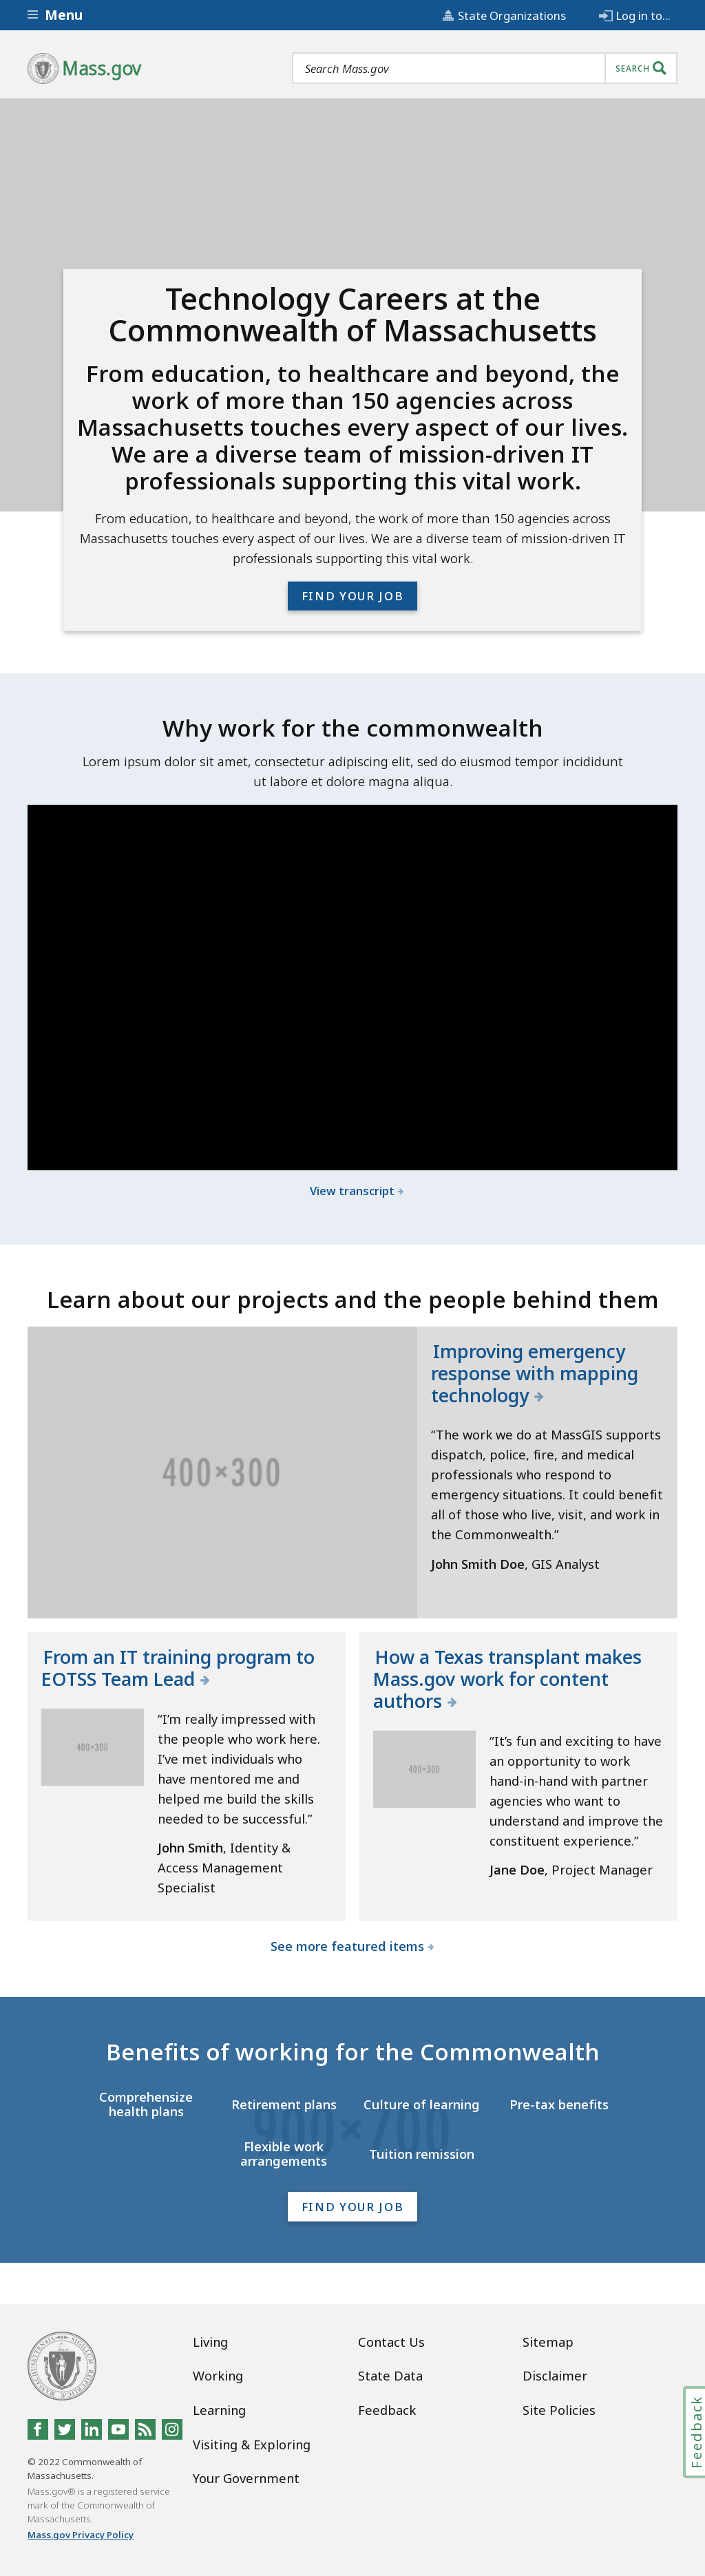 Menu
State Organizations
Log in to...
Mass.gov
Search Mass.gov
SEARCH
Technology Careers at the
Commonwealth of Massachusetts
From education, to healthcare and beyond, the
work of more than 150 agencies across
Massachusetts touches every aspect of our lives.
We are a diverse team of mission-driven IT
professionals supporting this vital work.
From education, to healthcare and beyond, the work of more than 150 agencies across
Massachusetts touches every aspect of our lives. We are a diverse team of mission-driven IT
professionals supporting this vital work.
FIND YOUR JOB
Why work for the commonwealth
Lorem ipsum dolor sit amet, consectetur adipiscing elit, sed do eiusmod tempor incididunt
ut labore et dolore magna aliqua.
View transcript
Learn about our projects and the people behind them
400×300
Improving emergency
response with mapping
technology
“The work we do at MassGIS supports
dispatch, police, fire, and medical
professionals who respond to
emergency situations. It could benefit
all of those who live, visit, and work in
the Commonwealth.”
John Smith Doe, GIS Analyst
From an IT training program to
EOTSS Team Lead
400×300
“I’m really impressed with
the people who work here.
I’ve met individuals who
have mentored me and
helped me build the skills
needed to be successful.”
John Smith, Identity &
Access Management
Specialist
How a Texas transplant makes
Mass.gov work for content
authors
400×300
“It’s fun and exciting to have
an opportunity to work
hand-in-hand with partner
agencies who want to
understand and improve the
constituent experience.”
Jane Doe, Project Manager
See more featured items
Benefits of working for the Commonwealth
900×700
Comprehensize
health plans
Retirement plans
Culture of learning
Pre-tax benefits
Flexible work
arrangements
Tuition remission
FIND YOUR JOB
Living
Working
Learning
Visiting & Exploring
Your Government
Contact Us
State Data
Feedback
Sitemap
Disclaimer
Site Policies
© 2022 Commonwealth of
Massachusetts.
Mass.gov® is a registered service
mark of the Commonwealth of
Massachusetts.
Mass.gov Privacy Policy
Feedback